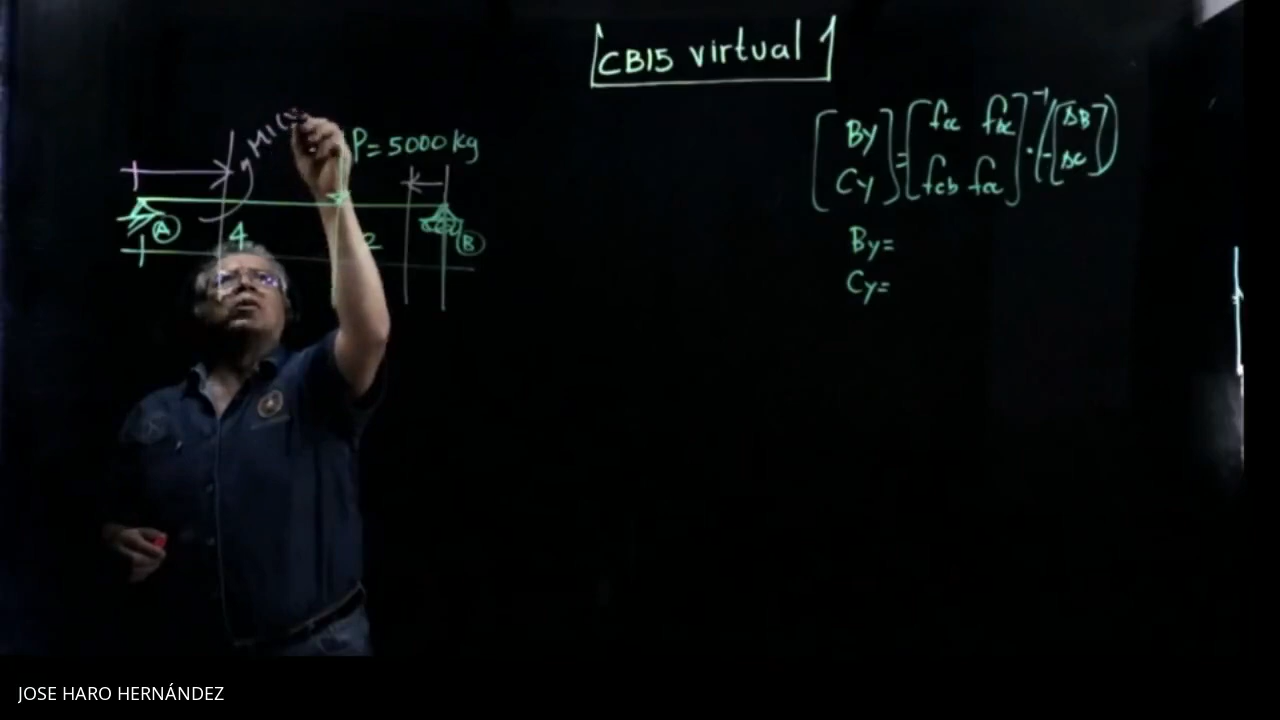 CB15 virtual
M1(x
P = 5000 kg
A
4
2
B
[By Cy] = [fcc fbc fcb fcc]⁻¹ · (-[ΔB ΔC])
By=
Cy=
JOSE HARO HERNÁNDEZ